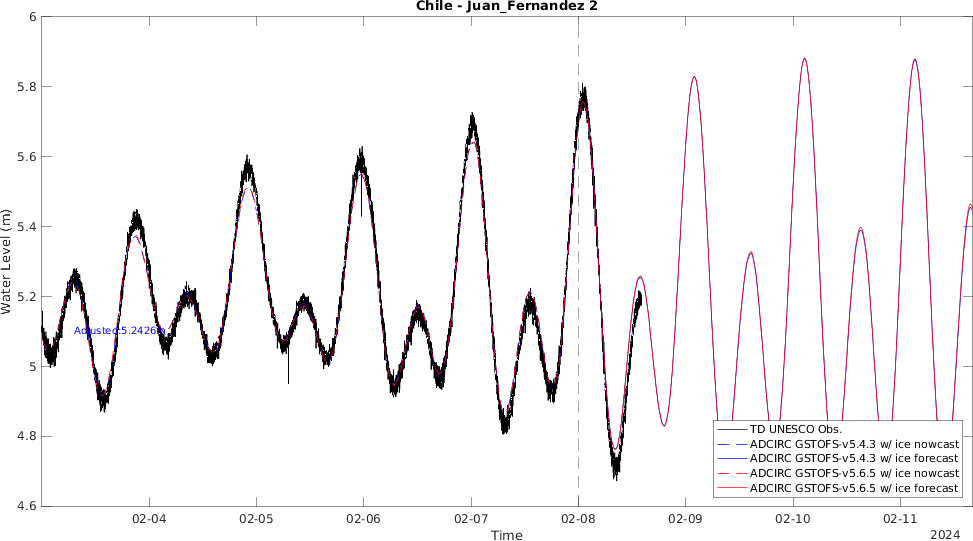 Chile - Juan_Fernandez 2
Water Level (m)
6
5.8
5.6
5.4
5.2
5
4.8
4.6
Adjusted:5.2426m
TD UNESCO Obs.
ADCIRC GSTOFS-v5.4.3 w/ ice nowcast
ADCIRC GSTOFS-v5.4.3 w/ ice forecast
ADCIRC GSTOFS-v5.6.5 w/ ice nowcast
ADCIRC GSTOFS-v5.6.5 w/ ice forecast
02-04 02-05 02-06 02-07 02-08 02-09 02-10 02-11
Time
2024